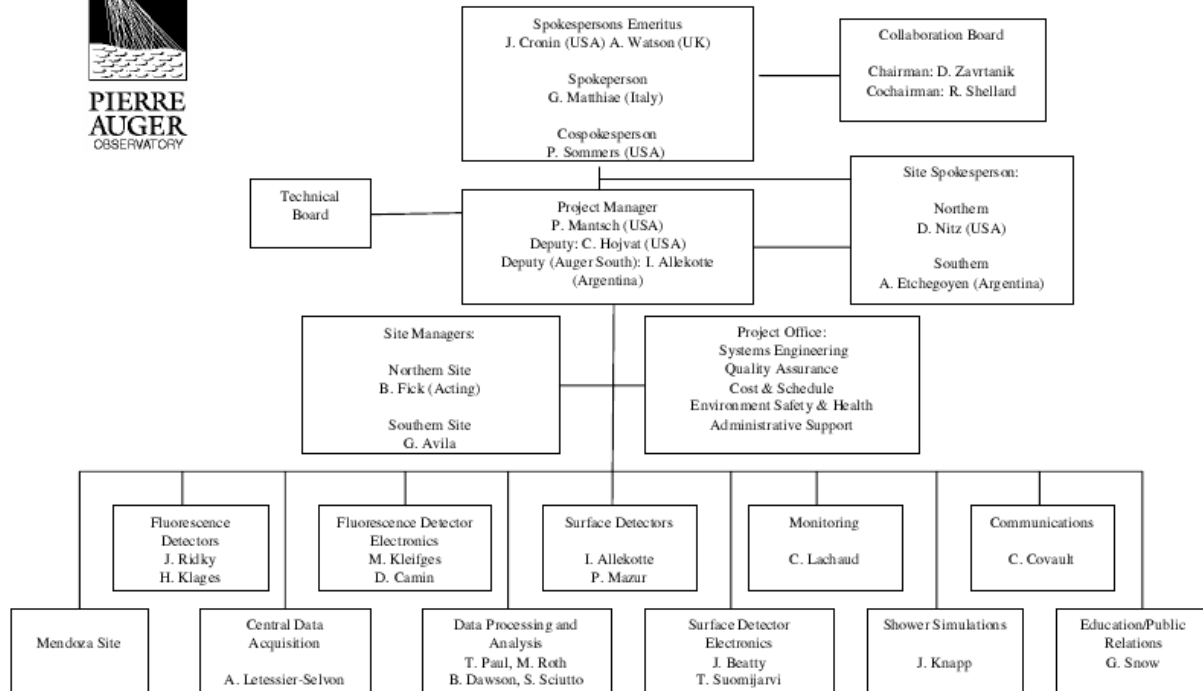 PIERRE
AUGER
OBSERVATORY
Spokespersons Emeritus
J. Cronin (USA) A. Watson (UK)
Spokeperson
G. Matthiae (Italy)
Cospokesperson
P. Sommers (USA)
Collaboration Board
Chairman: D. Zavrtanik
Cochairman: R. Shellard
Technical
Board
Project Manager
P. Mantsch (USA)
Deputy: C. Hojvat (USA)
Deputy (Auger South): I. Allekotte
(Argentina)
Site Spokesperson:
Northern
D. Nitz (USA)
Southern
A. Etchegoyen (Argentina)
Site Managers:
Northern Site
B. Fick (Acting)
Southern Site
G. Avila
Project Office:
Systems Engineering
Quality Assurance
Cost & Schedule
Environment Safety & Health
Administrative Support
Fluorescence
Detectors
J. Ridky
H. Klages
Fluorescence Detector
Electronics
M. Kleifges
D. Camin
Surface Detectors
I. Allekotte
P. Mazur
Monitoring
C. Lachaud
Communications
C. Covault
Mendoza Site
Central Data
Acquisition
A. Letessier-Selvon
Data Processing and
Analysis
T. Paul, M. Roth
B. Dawson, S. Sciutto
Surface Detector
Electronics
J. Beatty
T. Suomijarvi
Shower Simulations
J. Knapp
Education/Public
Relations
G. Snow